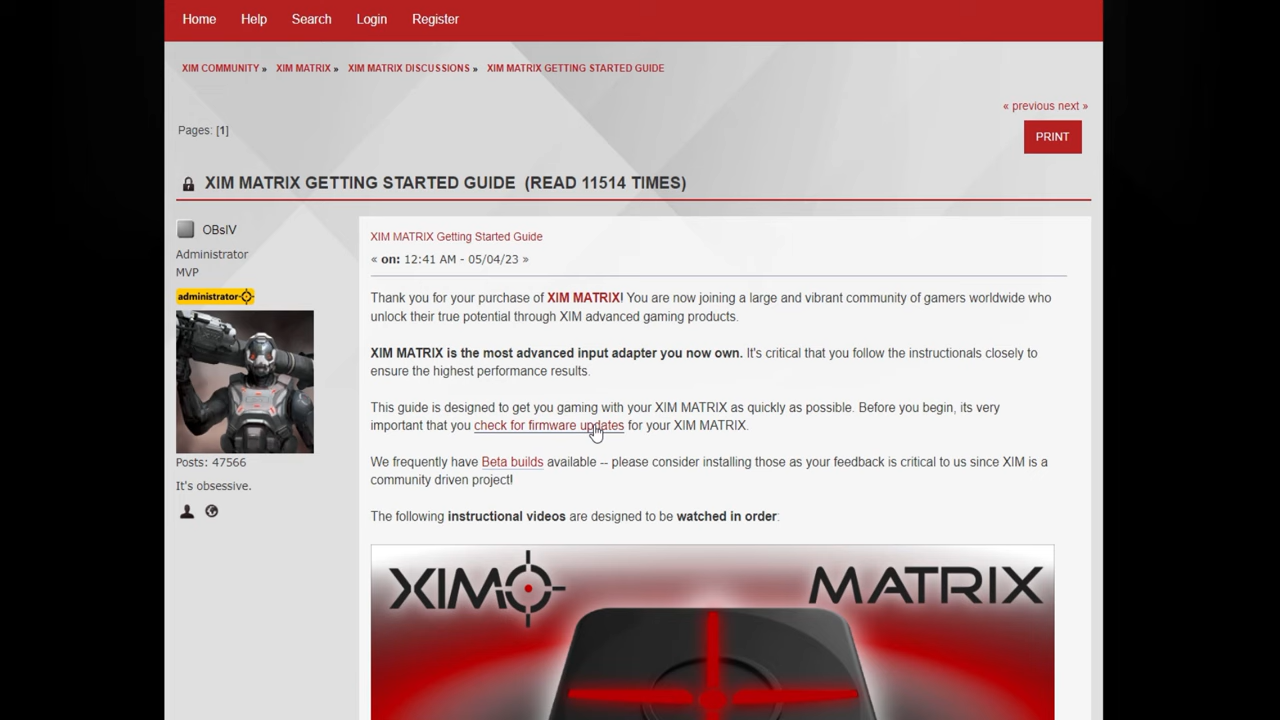 Home Help Search Login Register
XIM COMMUNITY » XIM MATRIX » XIM MATRIX DISCUSSIONS » XIM MATRIX GETTING STARTED GUIDE
« previous next »
Pages: [1]
PRINT
XIM MATRIX GETTING STARTED GUIDE (READ 11514 TIMES)
OBsIV
Administrator
MVP
administrator
Posts: 47566
It's obsessive.
XIM MATRIX Getting Started Guide
« on: 12:41 AM - 05/04/23 »
Thank you for your purchase of XIM MATRIX! You are now joining a large and vibrant community of gamers worldwide who
unlock their true potential through XIM advanced gaming products.
XIM MATRIX is the most advanced input adapter you now own. It's critical that you follow the instructionals closely to
ensure the highest performance results.
This guide is designed to get you gaming with your XIM MATRIX as quickly as possible. Before you begin, its very
important that you check for firmware updates for your XIM MATRIX.
We frequently have Beta builds available -- please consider installing those as your feedback is critical to us since XIM is a
community driven project!
The following instructional videos are designed to be watched in order:
XIM MATRIX